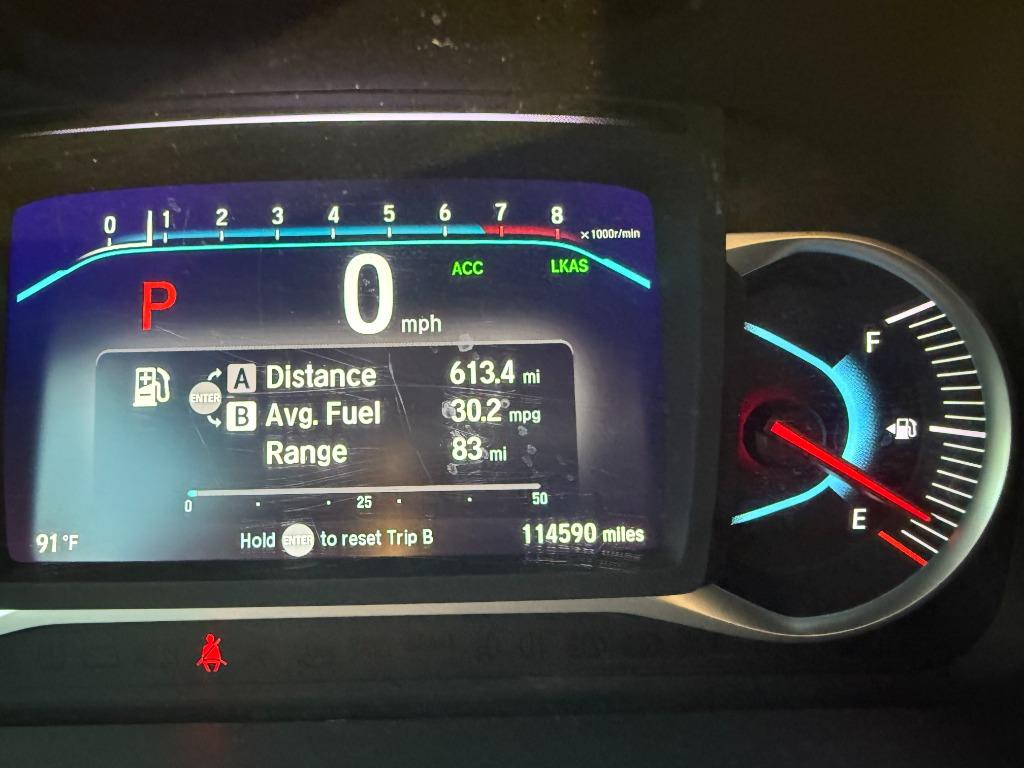 0 1 2 3 4 5 6 7 8 ×1000r/min
ACC LKAS
P 0 mph
F
A Distance 613.4 mi
ENTER
B Avg. Fuel 30.2 mpg
Range 83 mi
0 25 50
E
91°F Hold ENTER to reset Trip B 114590 miles